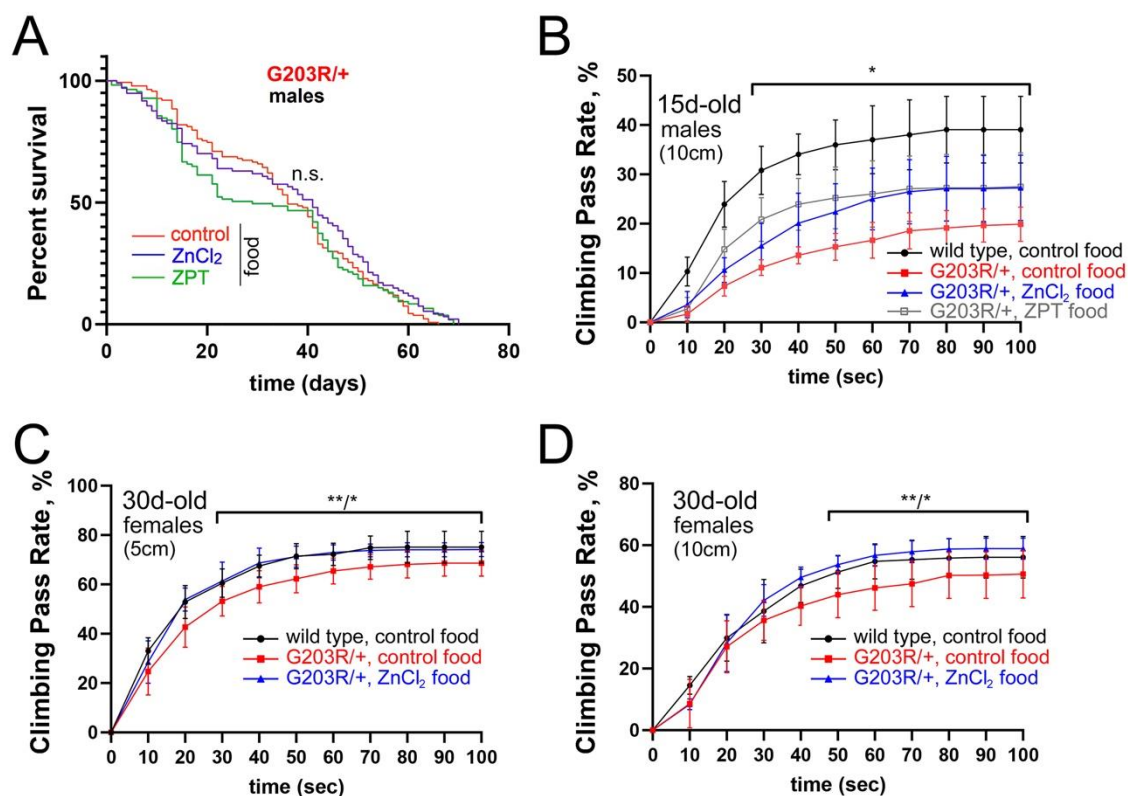 A
G203R/+
males
n.s.
control
ZnCl₂
ZPT
food
Percent survival
100
50
0
0 20 40 60 80
time (days)
B
*
15d-old
males
(10cm)
Climbing Pass Rate, %
50
40
30
20
10
0
wild type, control food
G203R/+, control food
G203R/+, ZnCl₂ food
G203R/+, ZPT food
0 10 20 30 40 50 60 70 80 90 100
time (sec)
C
**/*
30d-old
females
(5cm)
Climbing Pass Rate, %
100
80
60
40
20
0
wild type, control food
G203R/+, control food
G203R/+, ZnCl₂ food
0 10 20 30 40 50 60 70 80 90 100
time (sec)
D
**/*
30d-old
females
(10cm)
Climbing Pass Rate, %
80
60
40
20
0
wild type, control food
G203R/+, control food
G203R/+, ZnCl₂ food
0 10 20 30 40 50 60 70 80 90 100
time (sec)